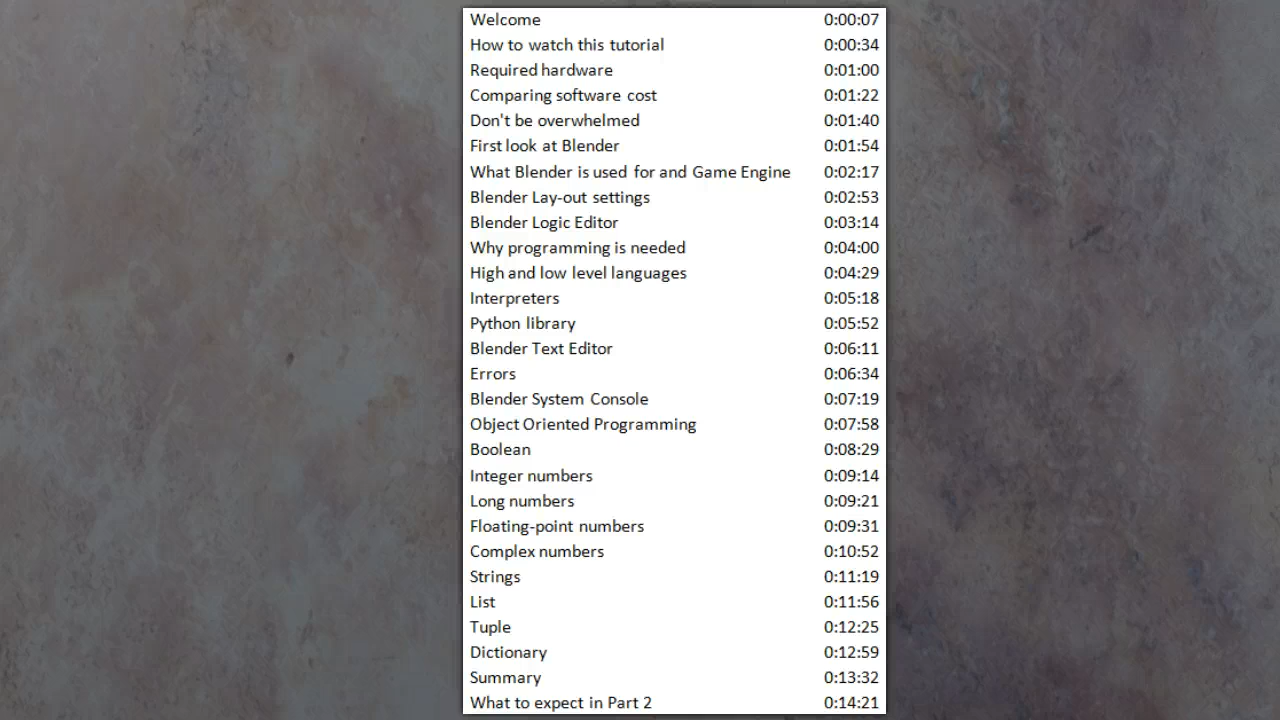 Welcome 0:00:07
How to watch this tutorial 0:00:34
Required hardware 0:01:00
Comparing software cost 0:01:22
Don't be overwhelmed 0:01:40
First look at Blender 0:01:54
What Blender is used for and Game Engine 0:02:17
Blender Lay-out settings 0:02:53
Blender Logic Editor 0:03:14
Why programming is needed 0:04:00
High and low level languages 0:04:29
Interpreters 0:05:18
Python library 0:05:52
Blender Text Editor 0:06:11
Errors 0:06:34
Blender System Console 0:07:19
Object Oriented Programming 0:07:58
Boolean 0:08:29
Integer numbers 0:09:14
Long numbers 0:09:21
Floating-point numbers 0:09:31
Complex numbers 0:10:52
Strings 0:11:19
List 0:11:56
Tuple 0:12:25
Dictionary 0:12:59
Summary 0:13:32
What to expect in Part 2 0:14:21